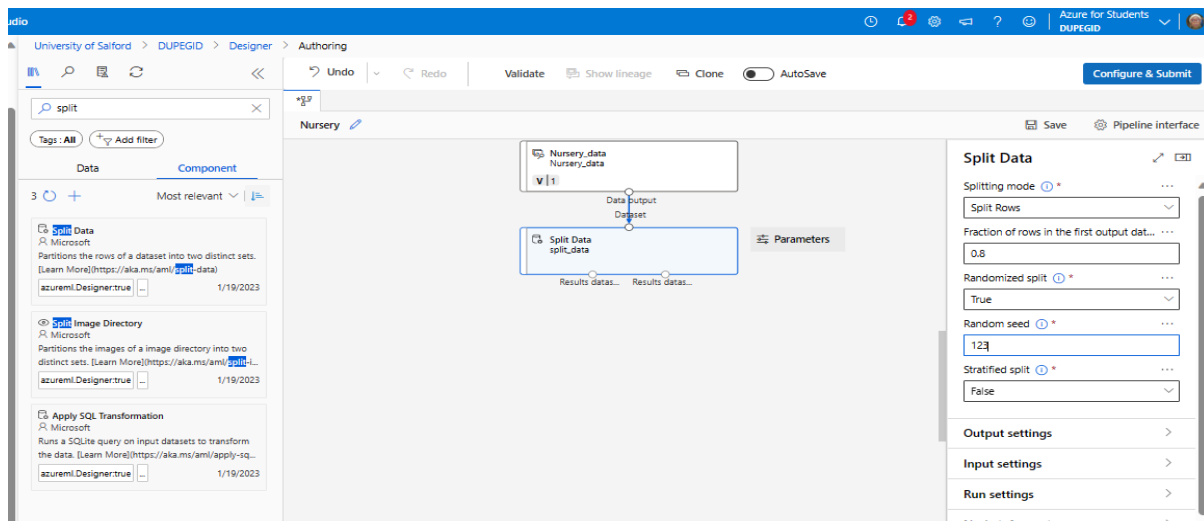 udio
2
Azure for Students
DUPEGID
University of Salford > DUPEGID > Designer > Authoring
Undo
Redo
Validate
Show lineage
Clone
AutoSave
Configure & Submit
split
Tags : All
Add filter
Nursery
Save
Pipeline interface
Data
Component
3
Most relevant
Split Data
Microsoft
Partitions the rows of a dataset into two distinct sets.
[Learn More](https://aka.ms/aml/split-data)
azureml.Designer:true
...
1/19/2023
Split Image Directory
Microsoft
Partitions the images of a image directory into two
distinct sets. [Learn More](https://aka.ms/aml/split-i...
azureml.Designer:true
...
1/19/2023
Apply SQL Transformation
Microsoft
Runs a SQLite query on input datasets to transform
the data. [Learn More](https://aka.ms/aml/apply-sq...
azureml.Designer:true
...
1/19/2023
Nursery_data
Nursery_data
V 1
Data output
Dataset
Split Data
split_data
Results datas...
Results datas...
Parameters
Split Data
Splitting mode *
Split Rows
Fraction of rows in the first output dat...
0.8
Randomized split *
True
Random seed *
123
Stratified split *
False
Output settings
Input settings
Run settings